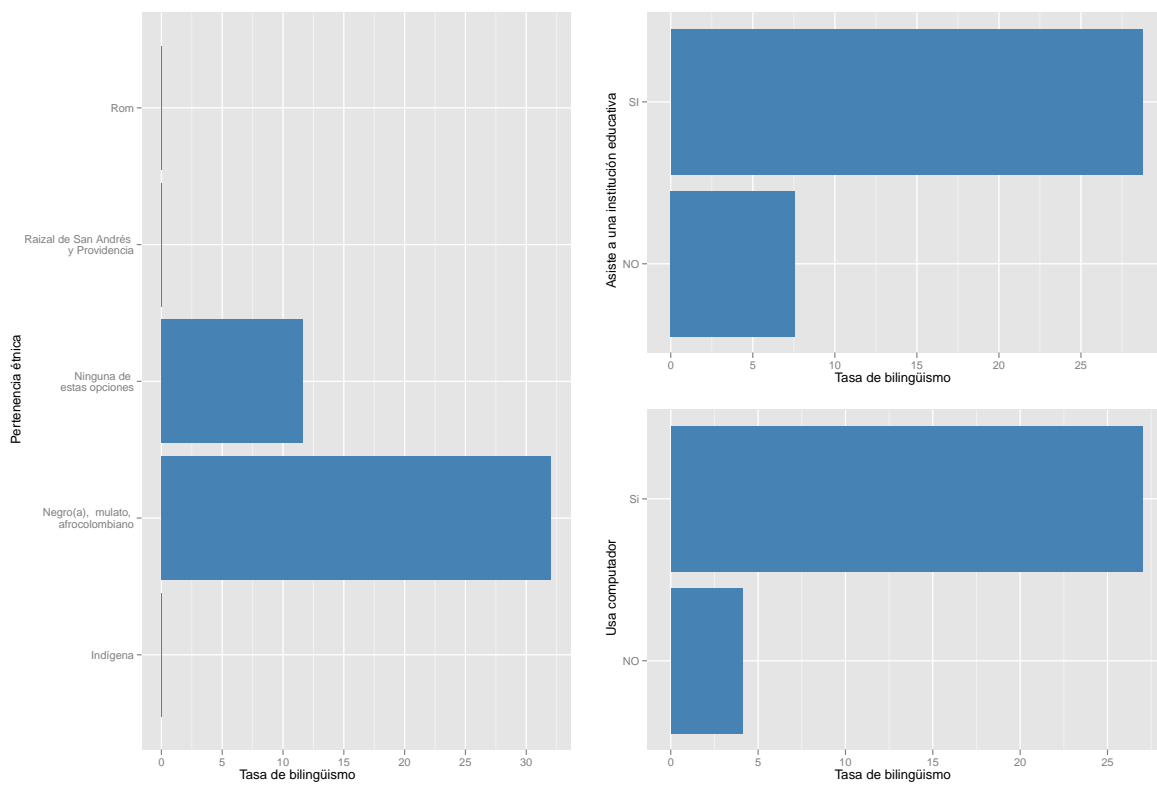 Pertenencia étnica
Rom
Raizal de San Andrés
y Providencia
Ninguna de
estas opciones
Negro(a),  mulato,
afrocolombiano
Indígena
0 5 10 15 20 25 30
Tasa de bilingüismo
Asiste a una institución educativa
SI
NO
0 5 10 15 20 25
Tasa de bilingüismo
Usa computador
Si
NO
0 5 10 15 20 25
Tasa de bilingüismo